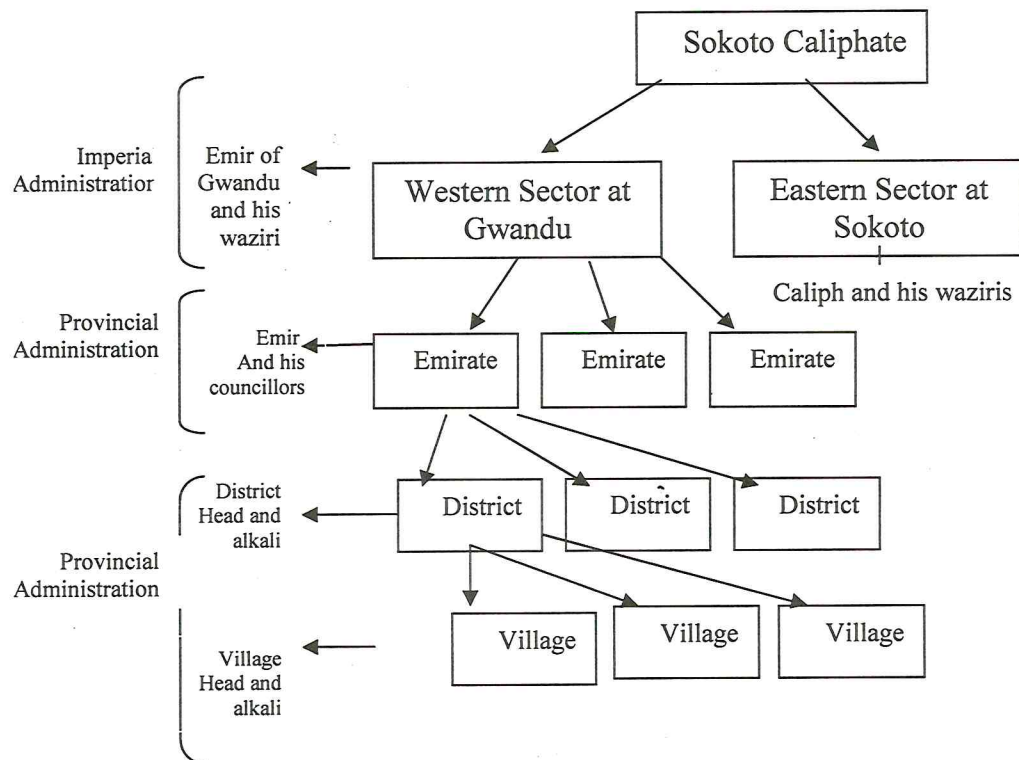 Sokoto Caliphate
Imperia
Administratior
Emir of
Gwandu
and his
waziri
Western Sector at
Gwandu
Eastern Sector at
Sokoto
Caliph and his waziris
Provincial
Administration
Emir
And his
councillors
Emirate
Emirate
Emirate
District
Head and
alkali
District
District
District
Provincial
Administration
Village
Head and
alkali
Village
Village
Village